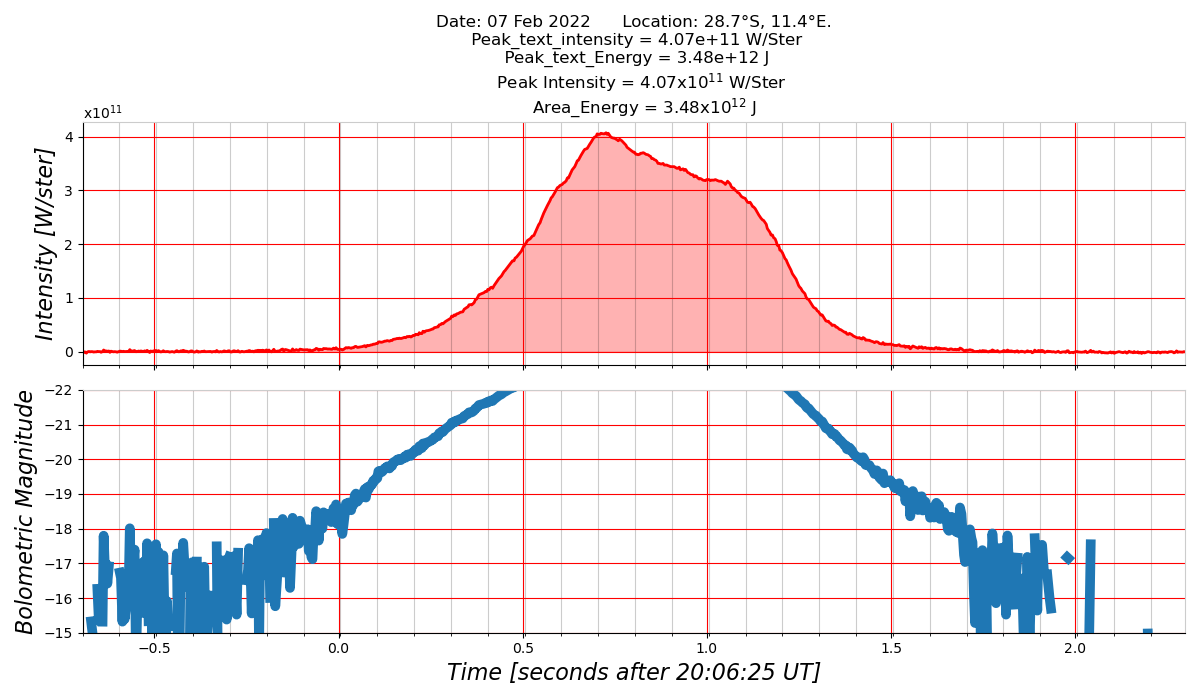 Date: 07 Feb 2022 Location: 28.7°S, 11.4°E.
Peak_text_intensity = 4.07e+11 W/Ster
Peak_text_Energy = 3.48e+12 J
Peak Intensity = 4.07x10¹¹ W/Ster
Area_Energy = 3.48x10¹² J
x10¹¹
4
3
2
1
0
Intensity [W/ster]
−22
−21
−20
−19
−18
−17
−16
−15
Bolometric Magnitude
−0.5 0.0 0.5 1.0 1.5 2.0
Time [seconds after 20:06:25 UT]